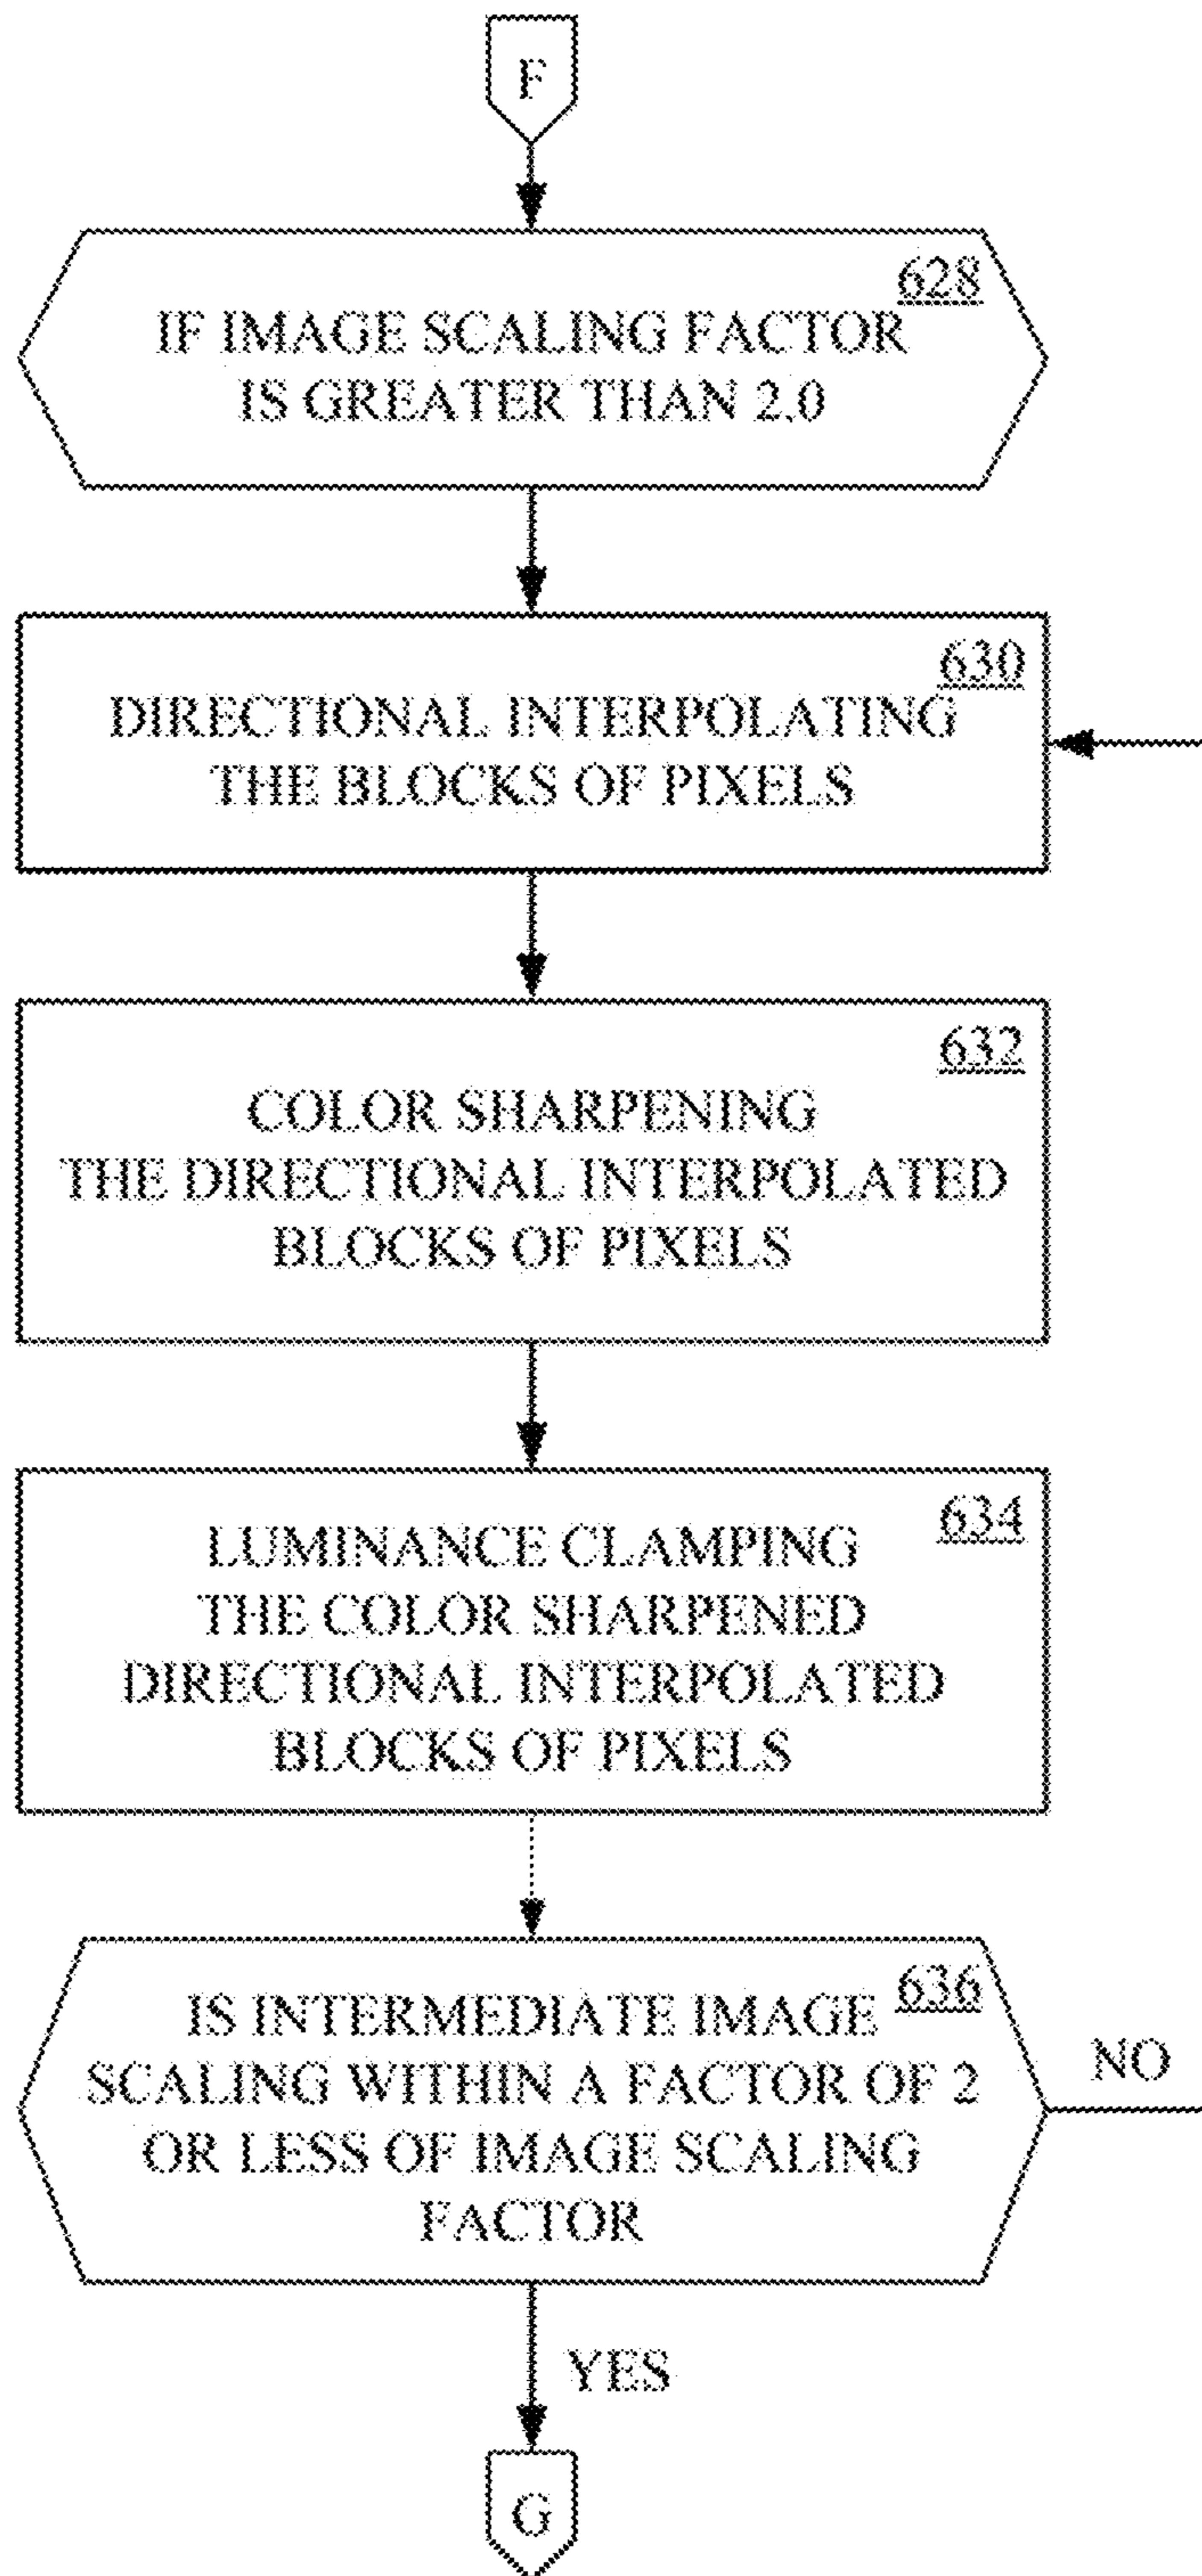 F
628
IF IMAGE SCALING FACTOR
IS GREATER THAN 2.0
630
DIRECTIONAL INTERPOLATING
THE BLOCKS OF PIXELS
632
COLOR SHARPENING
THE DIRECTIONAL INTERPOLATED
BLOCKS OF PIXELS
634
LUMINANCE CLAMPING
THE COLOR SHARPENED
DIRECTIONAL INTERPOLATED
BLOCKS OF PIXELS
636
IS INTERMEDIATE IMAGE
SCALING WITHIN A FACTOR OF 2
OR LESS OF IMAGE SCALING
FACTOR
NO
YES
G